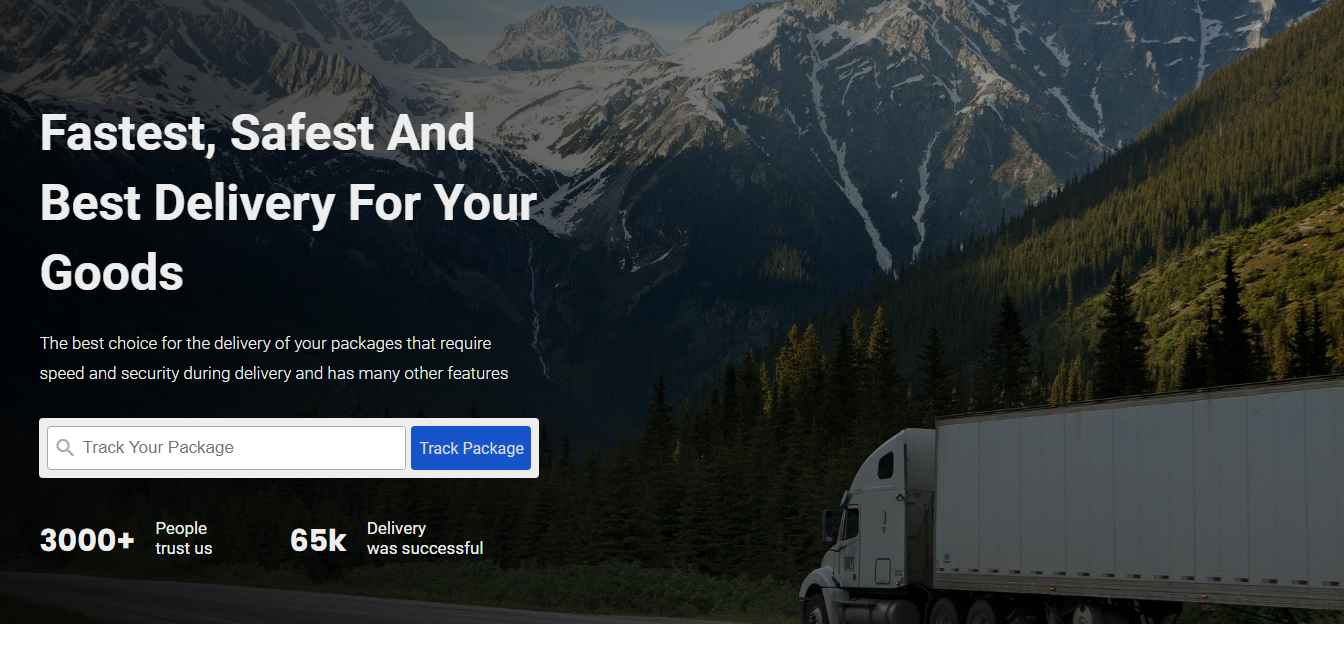 Fastest, Safest And
Best Delivery For Your
Goods
The best choice for the delivery of your packages that require
speed and security during delivery and has many other features
Track Your Package
Track Package
3000+
People
trust us
65k
Delivery
was successful